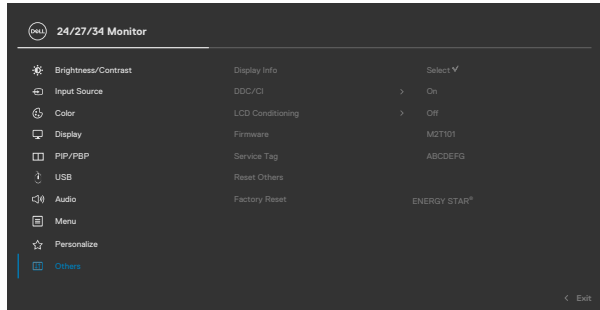 DELL 24/27/34 Monitor
Brightness/Contrast Display Info Select
Input Source DDC/CI > On
Color LCD Conditioning > Off
Display Firmware M2T101
PIP/PBP Service Tag ABCDEFG
USB Reset Others
Audio Factory Reset ENERGY STAR®
Menu
Personalize
Others
< Exit